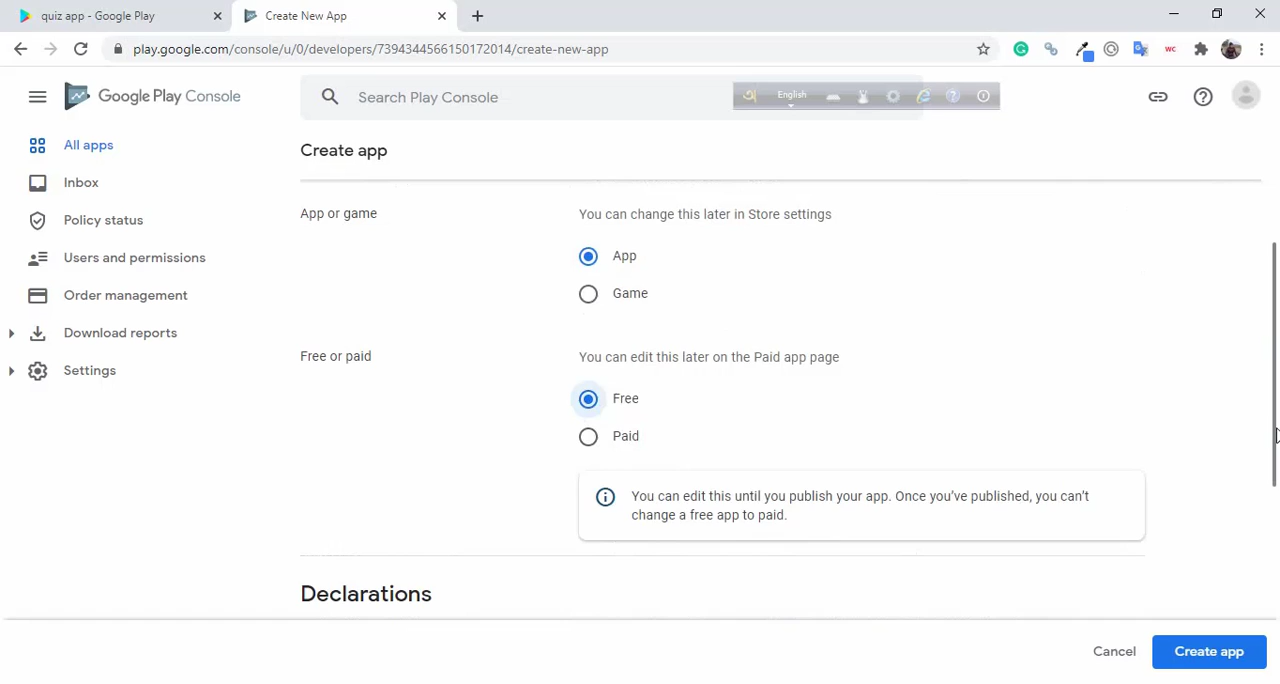 quiz app - Google Play
Create New App
play.google.com/console/u/0/developers/7394344566150172014/create-new-app
WC
Google Play Console
Search Play Console
অ
English
All apps
Inbox
Policy status
Users and permissions
Order management
Download reports
Settings
Create app
App or game
You can change this later in Store settings
App
Game
Free or paid
You can edit this later on the Paid app page
Free
Paid
You can edit this until you publish your app. Once you've published, you can't
change a free app to paid.
Declarations
Cancel
Create app